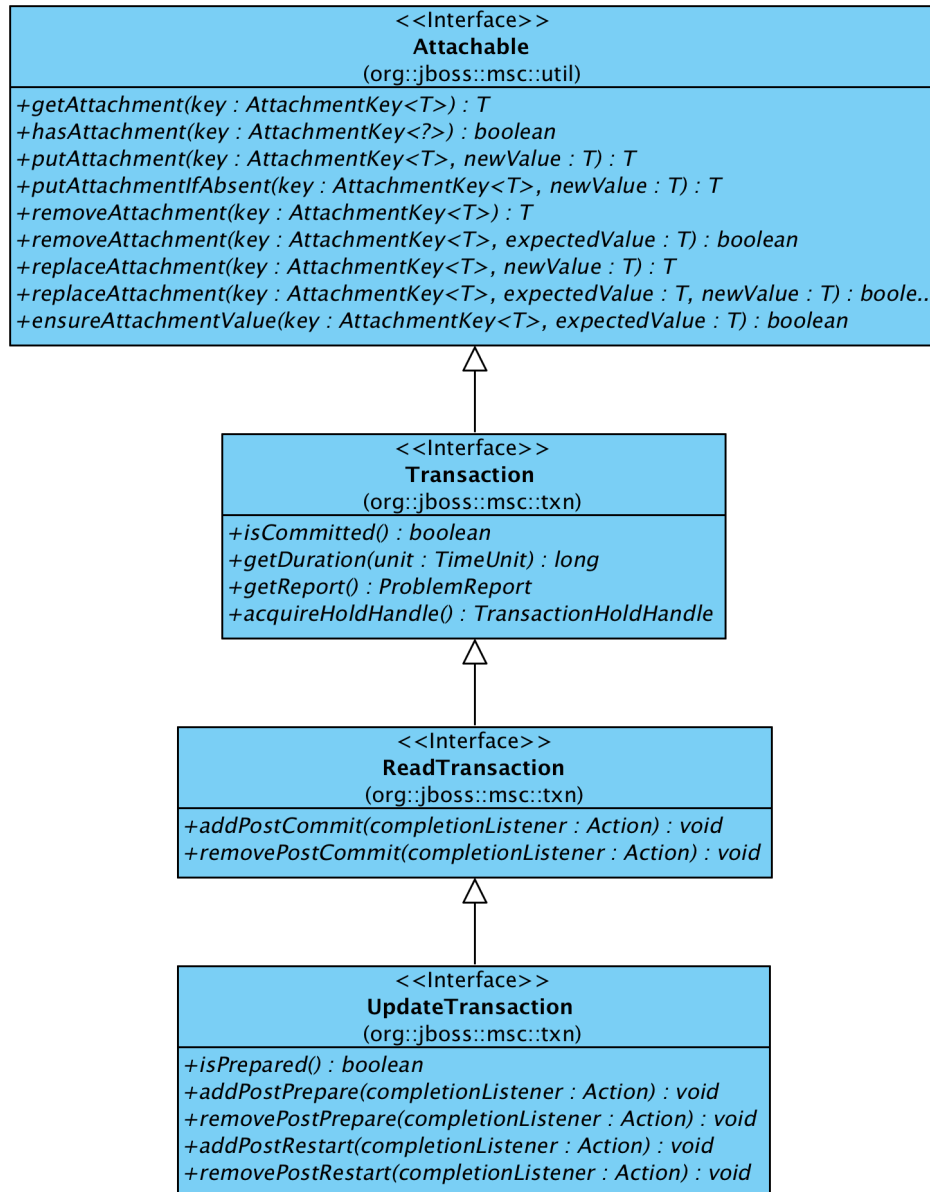 <<Interface>>
Attachable
(org::jboss::msc::util)
+getAttachment(key : AttachmentKey<T>) : T
+hasAttachment(key : AttachmentKey<?>) : boolean
+putAttachment(key : AttachmentKey<T>, newValue : T) : T
+putAttachmentIfAbsent(key : AttachmentKey<T>, newValue : T) : T
+removeAttachment(key : AttachmentKey<T>) : T
+removeAttachment(key : AttachmentKey<T>, expectedValue : T) : boolean
+replaceAttachment(key : AttachmentKey<T>, newValue : T) : T
+replaceAttachment(key : AttachmentKey<T>, expectedValue : T, newValue : T) : boole...
+ensureAttachmentValue(key : AttachmentKey<T>, expectedValue : T) : boolean
<<Interface>>
Transaction
(org::jboss::msc::txn)
+isCommitted() : boolean
+getDuration(unit : TimeUnit) : long
+getReport() : ProblemReport
+acquireHoldHandle() : TransactionHoldHandle
<<Interface>>
ReadTransaction
(org::jboss::msc::txn)
+addPostCommit(completionListener : Action) : void
+removePostCommit(completionListener : Action) : void
<<Interface>>
UpdateTransaction
(org::jboss::msc::txn)
+isPrepared() : boolean
+addPostPrepare(completionListener : Action) : void
+removePostPrepare(completionListener : Action) : void
+addPostRestart(completionListener : Action) : void
+removePostRestart(completionListener : Action) : void